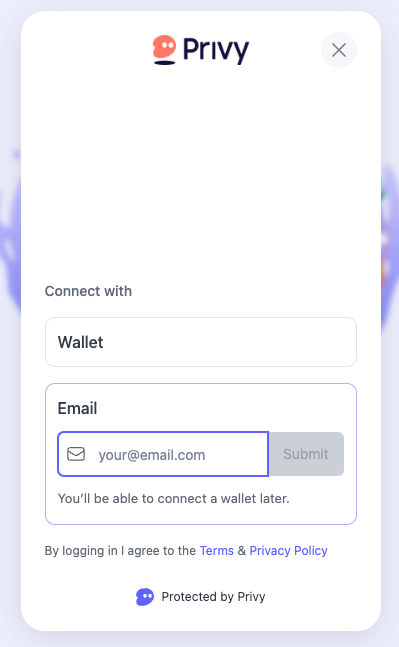 Privy
Connect with
Wallet
Email
your@email.com
Submit
You’ll be able to connect a wallet later.
By logging in I agree to the Terms & Privacy Policy
Protected by Privy